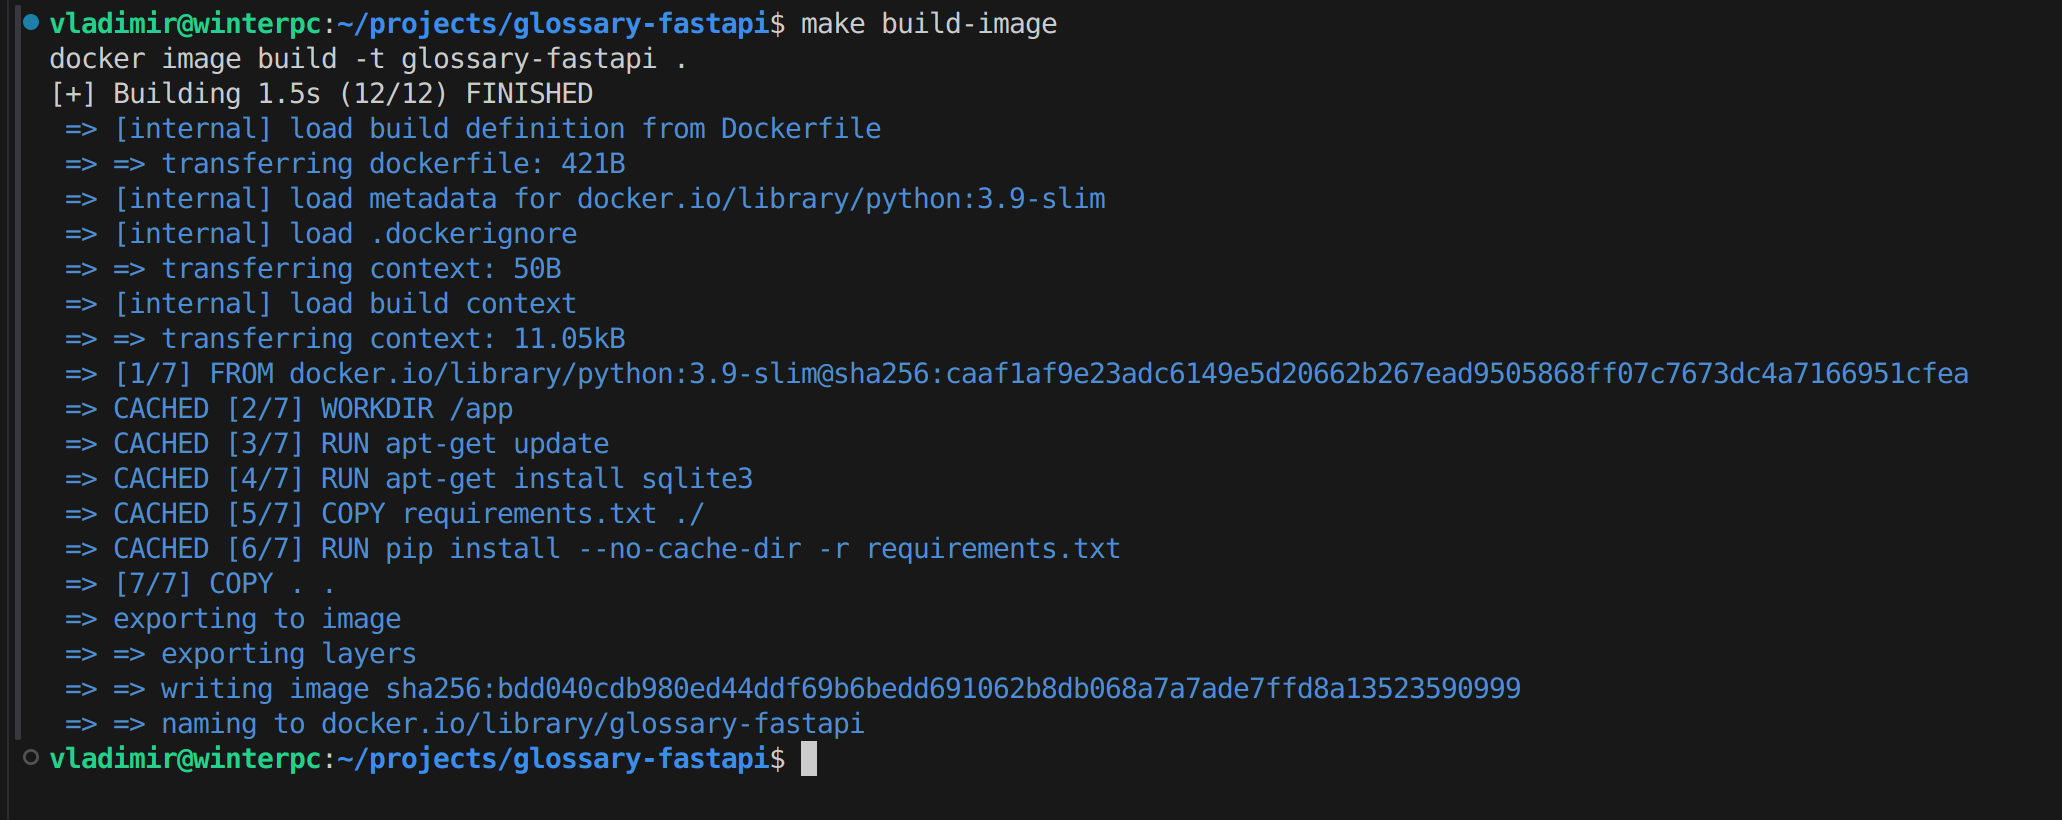 vladimir@winterpc:~/projects/glossary-fastapi$ make build-image
docker image build -t glossary-fastapi .
[+] Building 1.5s (12/12) FINISHED
 => [internal] load build definition from Dockerfile
 => => transferring dockerfile: 421B
 => [internal] load metadata for docker.io/library/python:3.9-slim
 => [internal] load .dockerignore
 => => transferring context: 50B
 => [internal] load build context
 => => transferring context: 11.05kB
 => [1/7] FROM docker.io/library/python:3.9-slim@sha256:caaf1af9e23adc6149e5d20662b267ead9505868ff07c7673dc4a7166951cfea
 => CACHED [2/7] WORKDIR /app
 => CACHED [3/7] RUN apt-get update
 => CACHED [4/7] RUN apt-get install sqlite3
 => CACHED [5/7] COPY requirements.txt ./
 => CACHED [6/7] RUN pip install --no-cache-dir -r requirements.txt
 => [7/7] COPY . .
 => exporting to image
 => => exporting layers
 => => writing image sha256:bdd040cdb980ed44ddf69b6bedd691062b8db068a7a7ade7ffd8a13523590999
 => => naming to docker.io/library/glossary-fastapi
vladimir@winterpc:~/projects/glossary-fastapi$